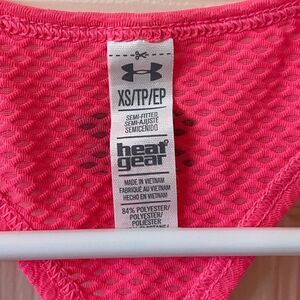 XS/TP/EP
SEMI-FITTED
SEMI-AJUSTÉ
SEMICENIDO
heat
gear
MADE IN VIETNAM
FABRIQUÉ AU VIETNAM
HECHO EN VIETNAM
84% POLYESTER/
POLYESTER/
POLIÉSTER